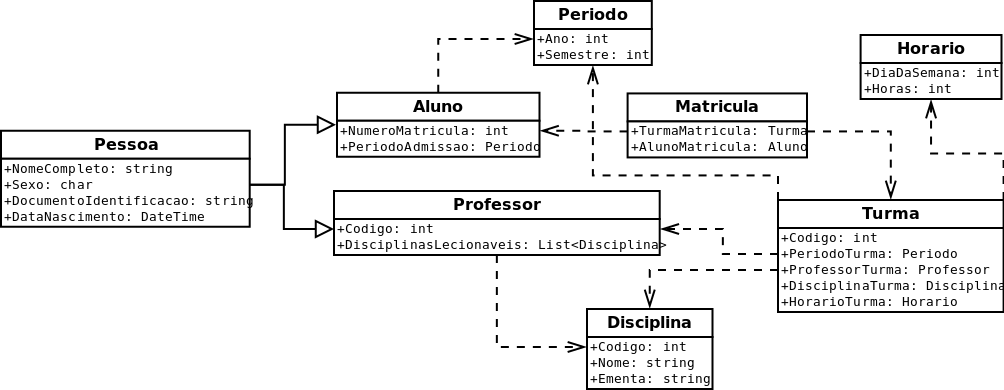 Periodo
+Ano: int
+Semestre: int
Horario
+DiaDaSemana: int
+Horas: int
Aluno
+NumeroMatricula: int
+PeriodoAdmissao: Periodo
Matricula
+TurmaMatricula: Turma
+AlunoMatricula: Aluno
Pessoa
+NomeCompleto: string
+Sexo: char
+DocumentoIdentificacao: string
+DataNascimento: DateTime
Professor
+Codigo: int
+DisciplinasLecionaveis: List<Disciplina>
Turma
+Codigo: int
+PeriodoTurma: Periodo
+ProfessorTurma: Professor
+DisciplinaTurma: Disciplina
+HorarioTurma: Horario
Disciplina
+Codigo: int
+Nome: string
+Ementa: string